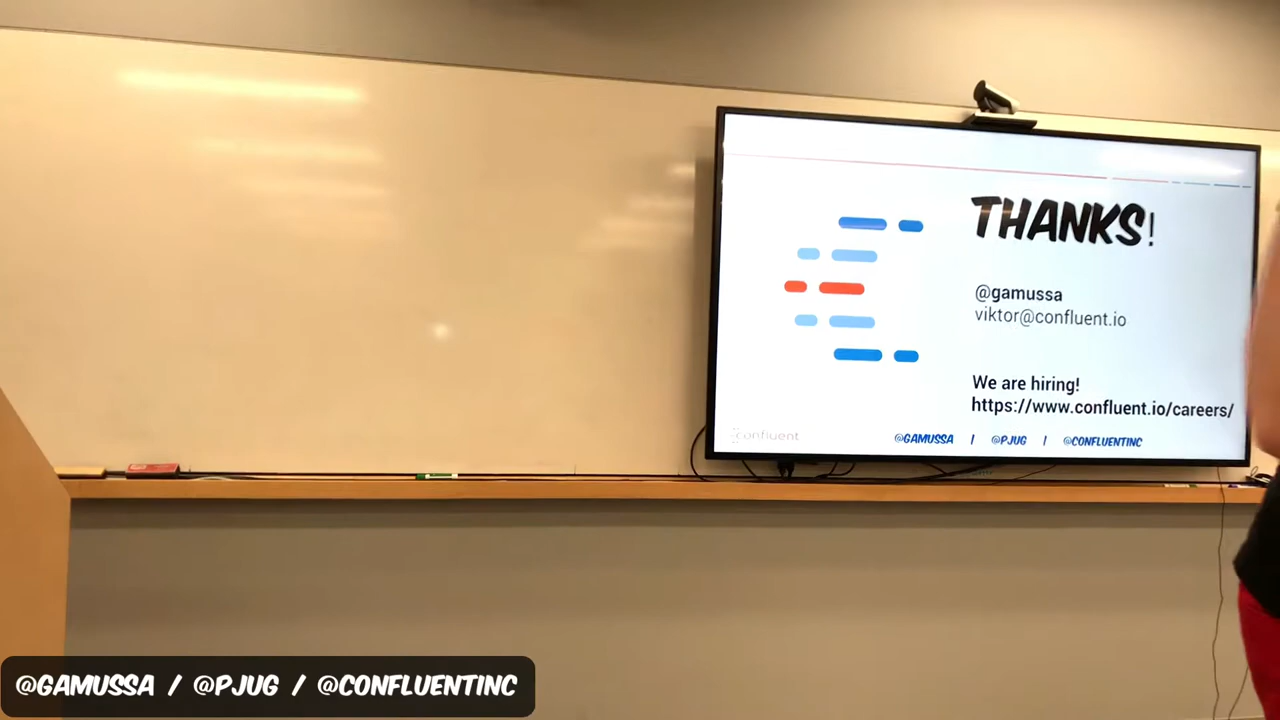 THANKS!
@gamussa
viktor@confluent.io
We are hiring!
https://www.confluent.io/careers/
confluent
@GAMUSSA / @PJUG / @CONFLUENTINC
@GAMUSSA / @PJUG / @CONFLUENTINC